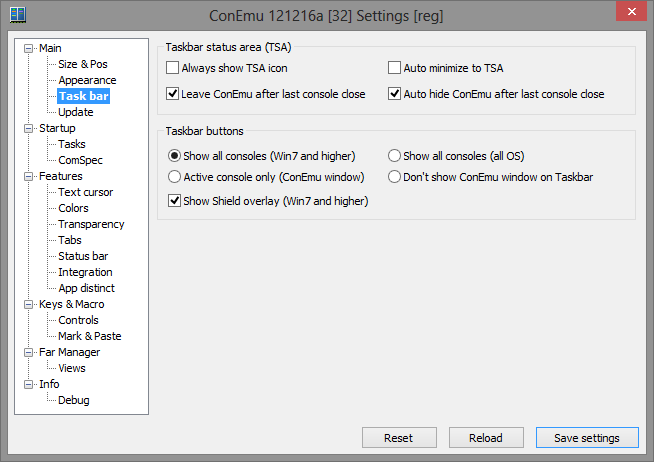 ConEmu 121216a [32] Settings [reg]
Main
Size & Pos
Appearance
Task bar
Update
Startup
Tasks
ComSpec
Features
Text cursor
Colors
Transparency
Tabs
Status bar
Integration
App distinct
Keys & Macro
Controls
Mark & Paste
Far Manager
Views
Info
Debug
Taskbar status area (TSA)
Always show TSA icon
Auto minimize to TSA
Leave ConEmu after last console close
Auto hide ConEmu after last console close
Taskbar buttons
Show all consoles (Win7 and higher)
Show all consoles (all OS)
Active console only (ConEmu window)
Don't show ConEmu window on Taskbar
Show Shield overlay (Win7 and higher)
Reset
Reload
Save settings